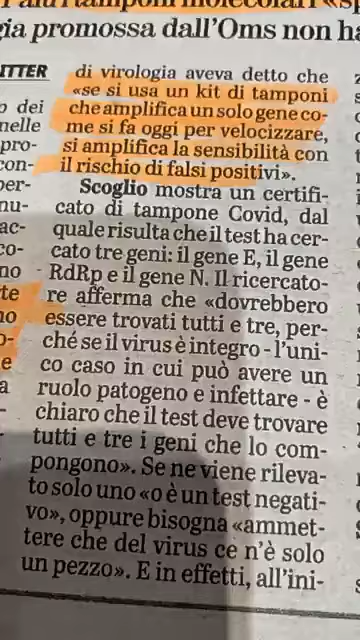 tamponi molecolari
gia promossa dall'Oms non ha
ITTER
di virologia aveva detto che
«se si usa un kit di tamponi
che amplifica un solo gene co-
me si fa oggi per velocizzare,
si amplifica la sensibilità con
il rischio di falsi positivi».
Scoglio mostra un certifi-
cato di tampone Covid, dal
quale risulta che il test ha cer-
cato tre geni: il gene E, il gene
RdRp e il gene N. Il ricercato-
re afferma che «dovrebbero
essere trovati tutti e tre, per-
ché se il virus è integro - l'uni-
co caso in cui può avere un
ruolo patogeno e infettare - è
chiaro che il test deve trovare
tutti e tre i geni che lo com-
pongono». Se ne viene rileva-
to solo uno «o è un test negati-
vo», oppure bisogna «ammet-
tere che del virus ce n'è solo
un pezzo». E in effetti, all'ini-